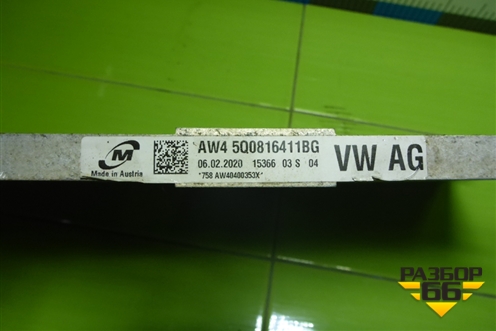 AW4 5Q0816411BG
06.02.2020 15366 03 S 04
Made in Austria
*758 AW40400353X*
VW AG
РАЗБОР
66